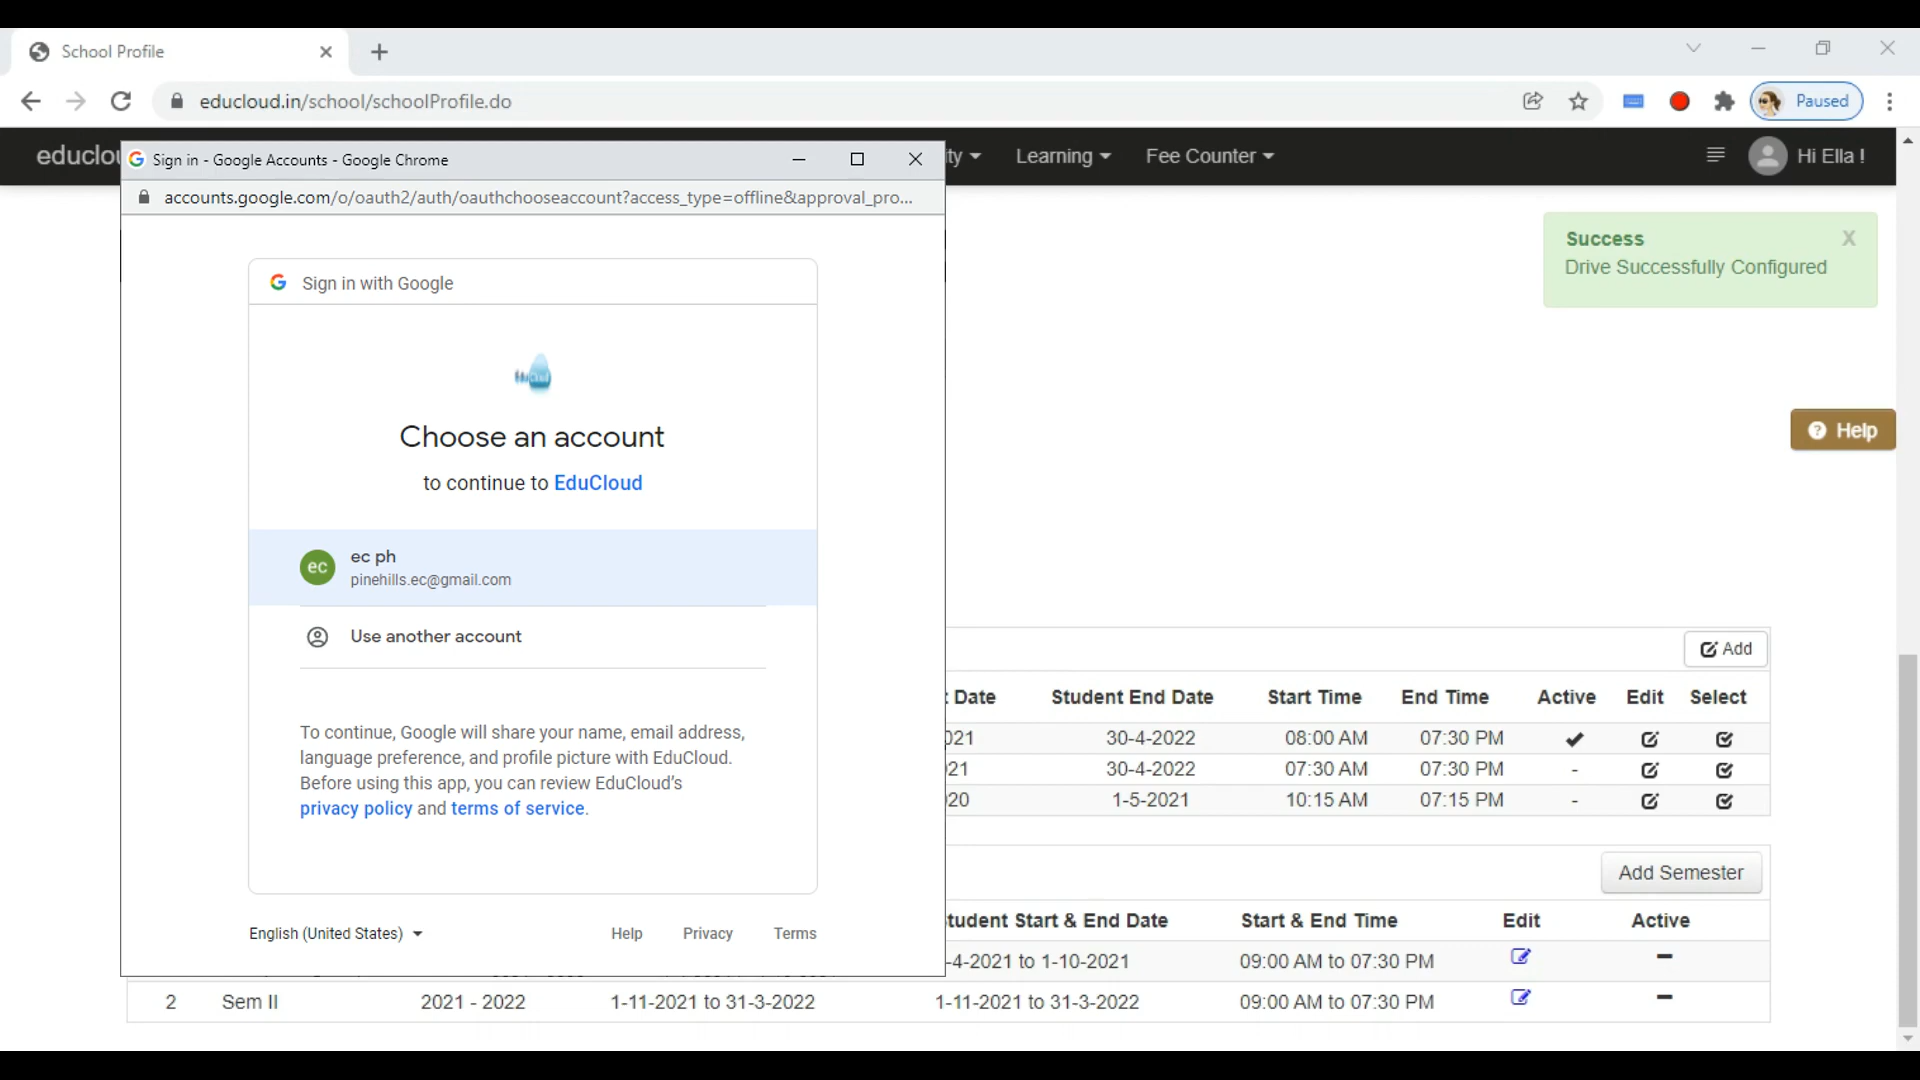 School Profile
educloud.in/school/schoolProfile.do
Paused
educlou
ity
Learning
Fee Counter
Hi Ella !
Sign in - Google Accounts - Google Chrome
accounts.google.com/o/oauth2/auth/oauthchooseaccount?access_type=offline&approval_pro...
Sign in with Google
EduCloud
Choose an account
to continue to EduCloud
ec
ec ph
pinehills.ec@gmail.com
Use another account
To continue, Google will share your name, email address,
language preference, and profile picture with EduCloud.
Before using this app, you can review EduCloud's
privacy policy and terms of service.
English (United States)
Help
Privacy
Terms
Success
X
Drive Successfully Configured
Help
Add
Date Student End Date Start Time End Time Active Edit Select
021 30-4-2022 08:00 AM 07:30 PM
21 30-4-2022 07:30 AM 07:30 PM -
20 1-5-2021 10:15 AM 07:15 PM -
Add Semester
tudent Start & End Date Start & End Time Edit Active
-4-2021 to 1-10-2021 09:00 AM to 07:30 PM
2 Sem II 2021 - 2022 1-11-2021 to 31-3-2022 1-11-2021 to 31-3-2022 09:00 AM to 07:30 PM